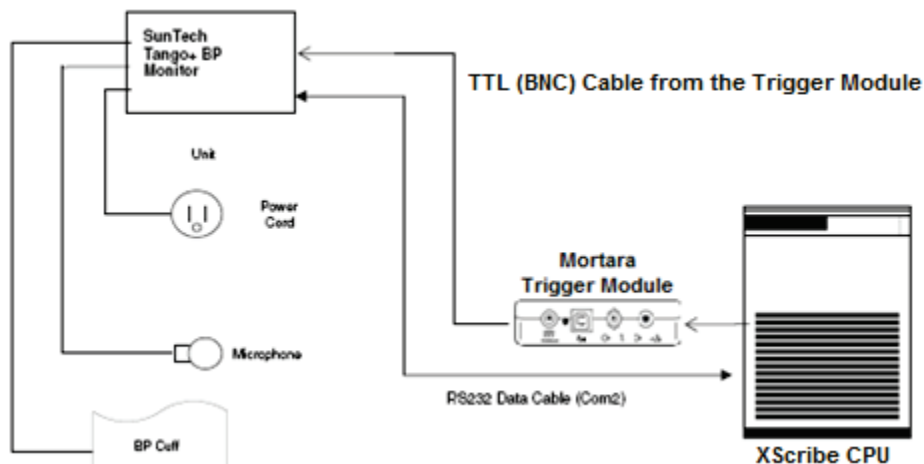 SunTech
Tango+ BP
Monitor
TTL (BNC) Cable from the Trigger Module
Unit
Power
Cord
Mortara
Trigger Module
Microphone
RS232 Data Cable (Com2)
BP Cuff
XScribe CPU